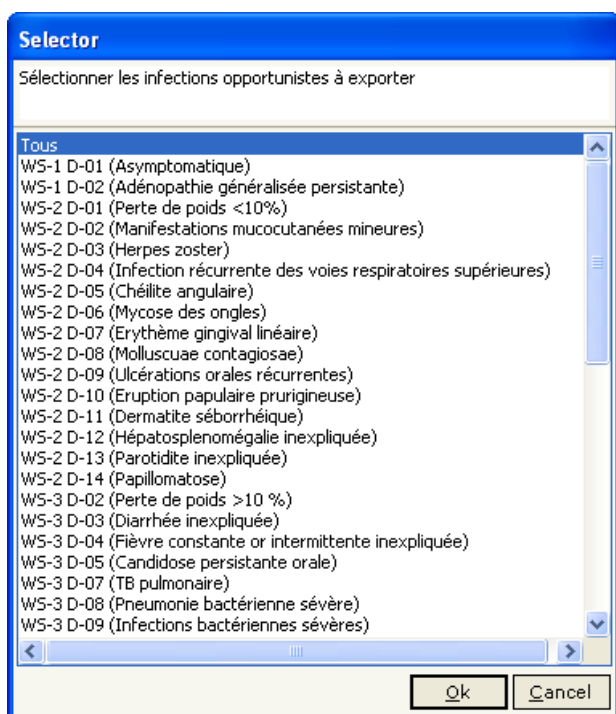 Selector
Sélectionner les infections opportunistes à exporter
Tous
WS-1 D-01 (Asymptomatique)
WS-1 D-02 (Adénopathie généralisée persistante)
WS-2 D-01 (Perte de poids <10%)
WS-2 D-02 (Manifestations mucocutanées mineures)
WS-2 D-03 (Herpes zoster)
WS-2 D-04 (Infection récurrente des voies respiratoires supérieures)
WS-2 D-05 (Chéilite angulaire)
WS-2 D-06 (Mycose des ongles)
WS-2 D-07 (Erythème gingival linéaire)
WS-2 D-08 (Molluscuae contagiosae)
WS-2 D-09 (Ulcérations orales récurrentes)
WS-2 D-10 (Eruption papulaire prurigineuse)
WS-2 D-11 (Dermatite séborrhéique)
WS-2 D-12 (Hépatosplenomégalie inexpliquée)
WS-2 D-13 (Parotidite inexpliquée)
WS-2 D-14 (Papillomatose)
WS-3 D-02 (Perte de poids >10 %)
WS-3 D-03 (Diarrhée inexpliquée)
WS-3 D-04 (Fièvre constante or intermittente inexpliquée)
WS-3 D-05 (Candidose persistante orale)
WS-3 D-07 (TB pulmonaire)
WS-3 D-08 (Pneumonie bactérienne sévère)
WS-3 D-09 (Infections bactériennes sévères)
Ok Cancel